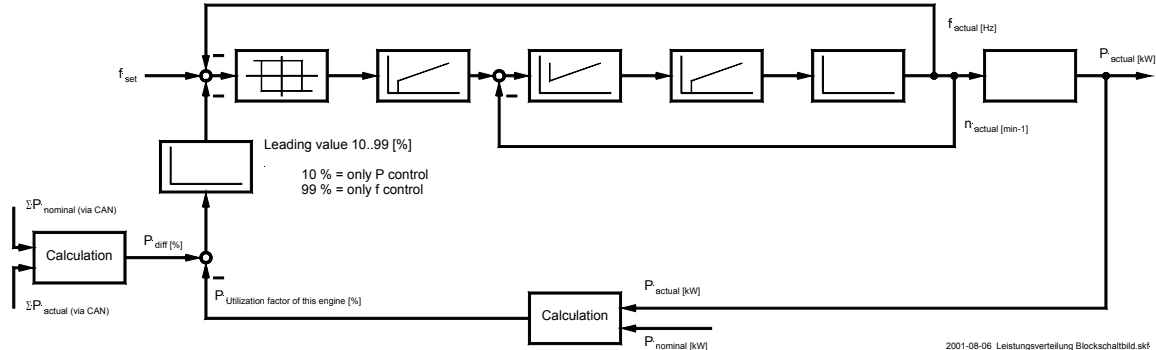 f actual [Hz]
P actual [kW]
f set
n actual [min-1]
Leading value 10..99 [%]
10 % = only P control
99 % = only f control
ΣP nominal (via CAN)
P diff [%]
Calculation
ΣP actual (via CAN)
P Utilization factor of this engine [%]
P actual [kW]
Calculation
P nominal [kW]
2001-08-06 Leistungsverteilung Blockschaltbild.skf